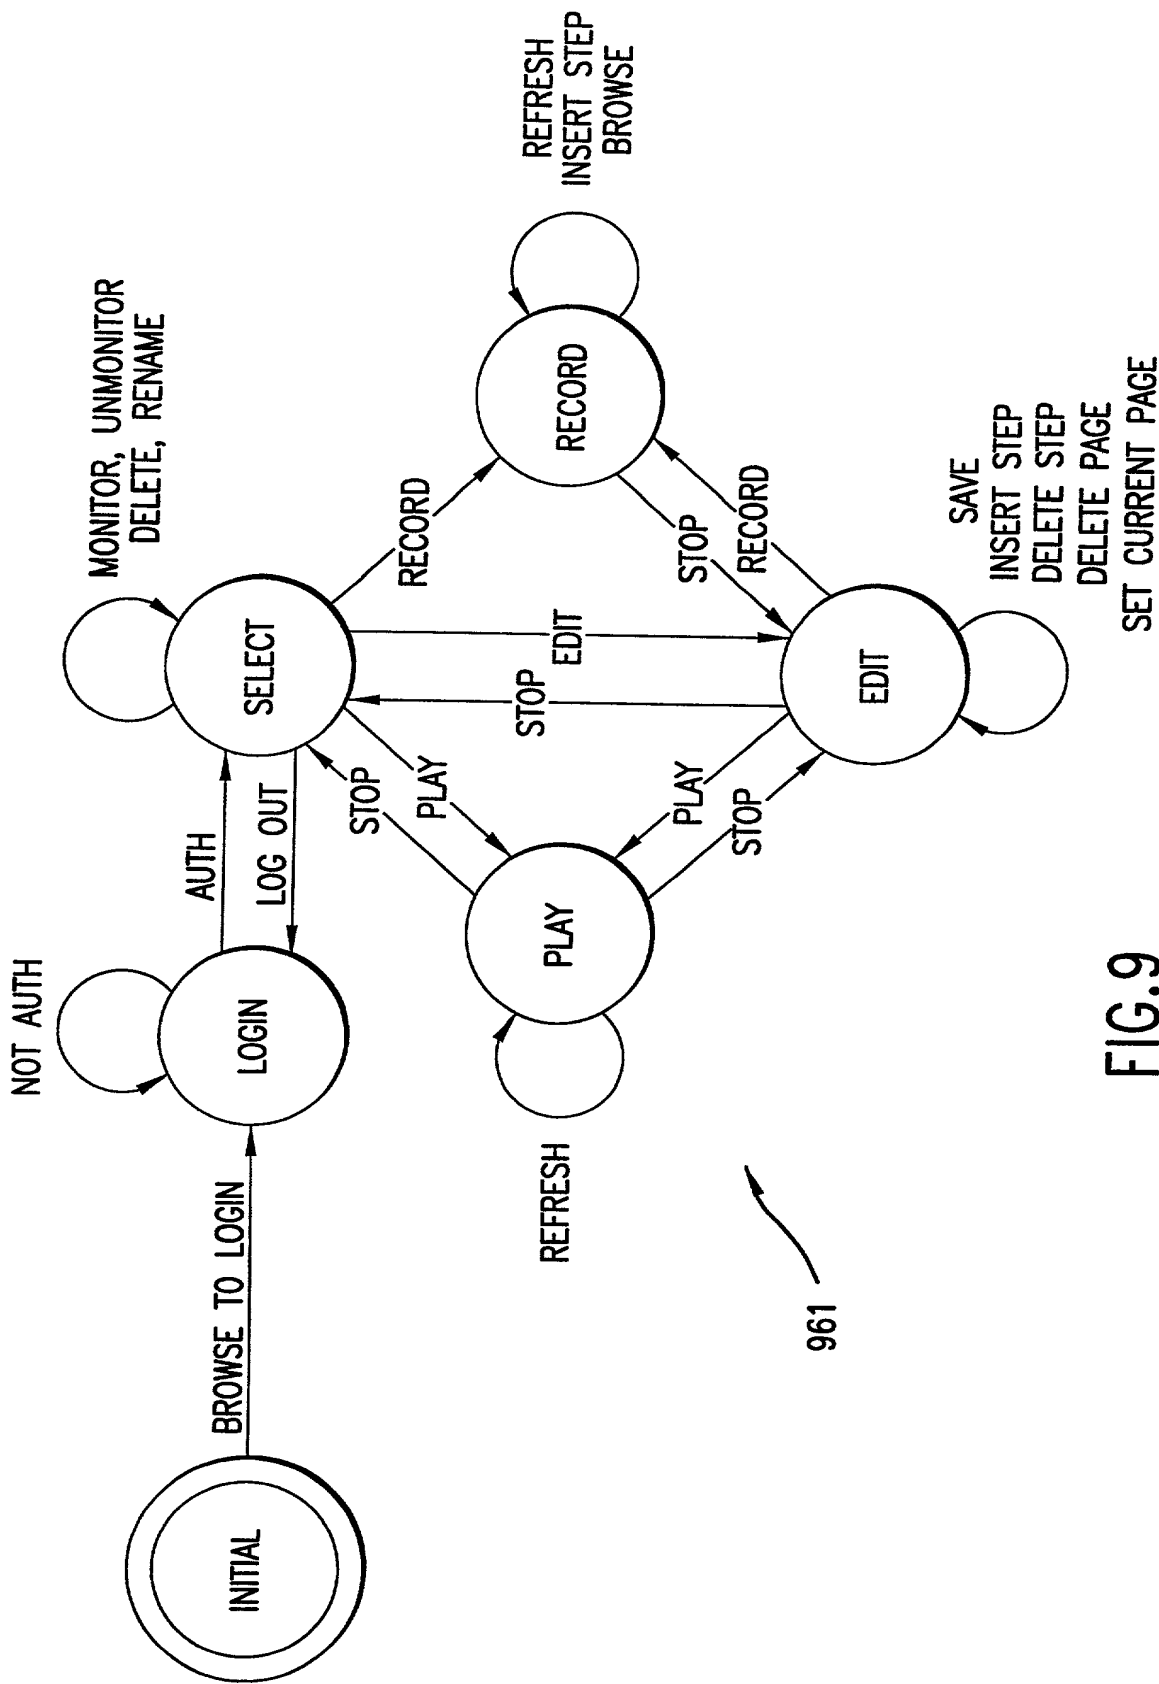 NOT AUTH
MONITOR, UNMONITOR
DELETE, RENAME
AUTH
LOG OUT
BROWSE TO LOGIN
INITIAL
LOGIN
SELECT
STOP
PLAY
RECORD
REFRESH
INSERT STEP
BROWSE
REFRESH
PLAY
STOP
EDIT
RECORD
PLAY
STOP
STOP
RECORD
EDIT
SAVE
INSERT STEP
DELETE STEP
DELETE PAGE
SET CURRENT PAGE
961
FIG.9